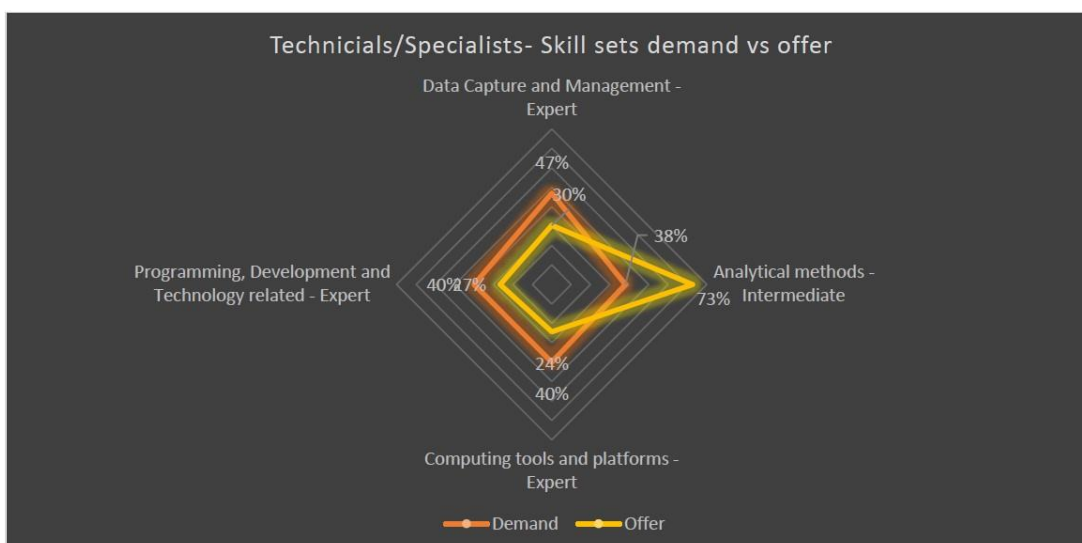 Technicials/Specialists- Skill sets demand vs offer
Data Capture and Management -
Expert
47%
30%
38%
Analytical methods -
Intermediate
73%
Programming, Development and
Technology related - Expert
40%
27%
24%
40%
Computing tools and platforms -
Expert
Demand
Offer